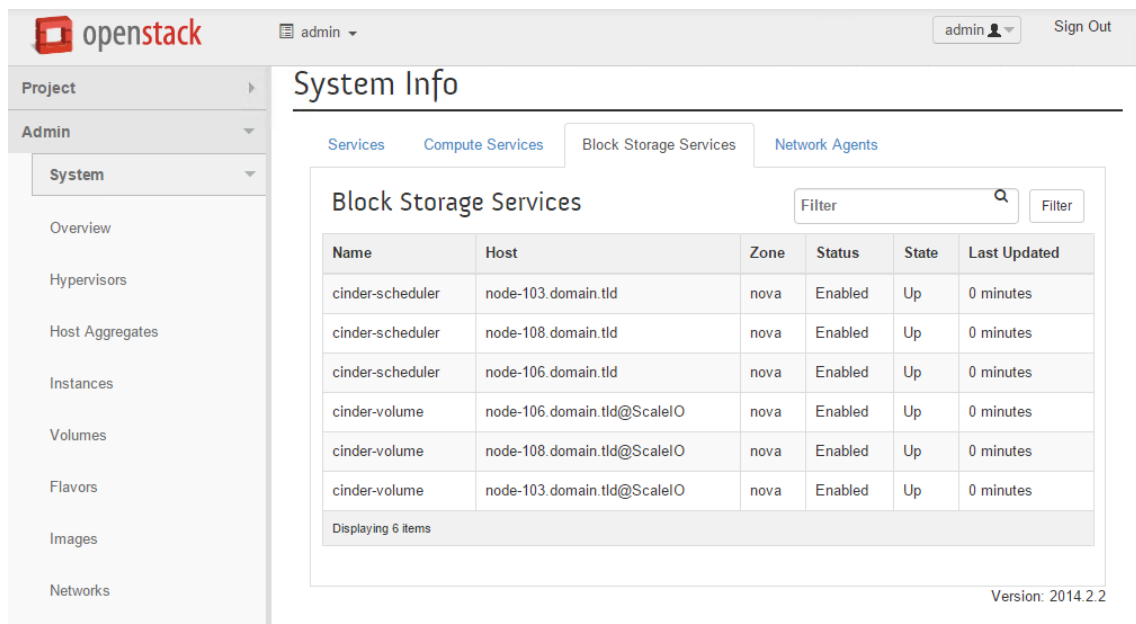 openstack
admin
admin
Sign Out
Project
Admin
System
Overview
Hypervisors
Host Aggregates
Instances
Volumes
Flavors
Images
Networks
System Info
Services Compute Services Block Storage Services Network Agents
Block Storage Services
Filter Filter
Name Host Zone Status State Last Updated
cinder-scheduler node-103.domain.tld nova Enabled Up 0 minutes
cinder-scheduler node-108.domain.tld nova Enabled Up 0 minutes
cinder-scheduler node-106.domain.tld nova Enabled Up 0 minutes
cinder-volume node-106.domain.tld@ScaleIO nova Enabled Up 0 minutes
cinder-volume node-108.domain.tld@ScaleIO nova Enabled Up 0 minutes
cinder-volume node-103.domain.tld@ScaleIO nova Enabled Up 0 minutes
Displaying 6 items
Version: 2014.2.2